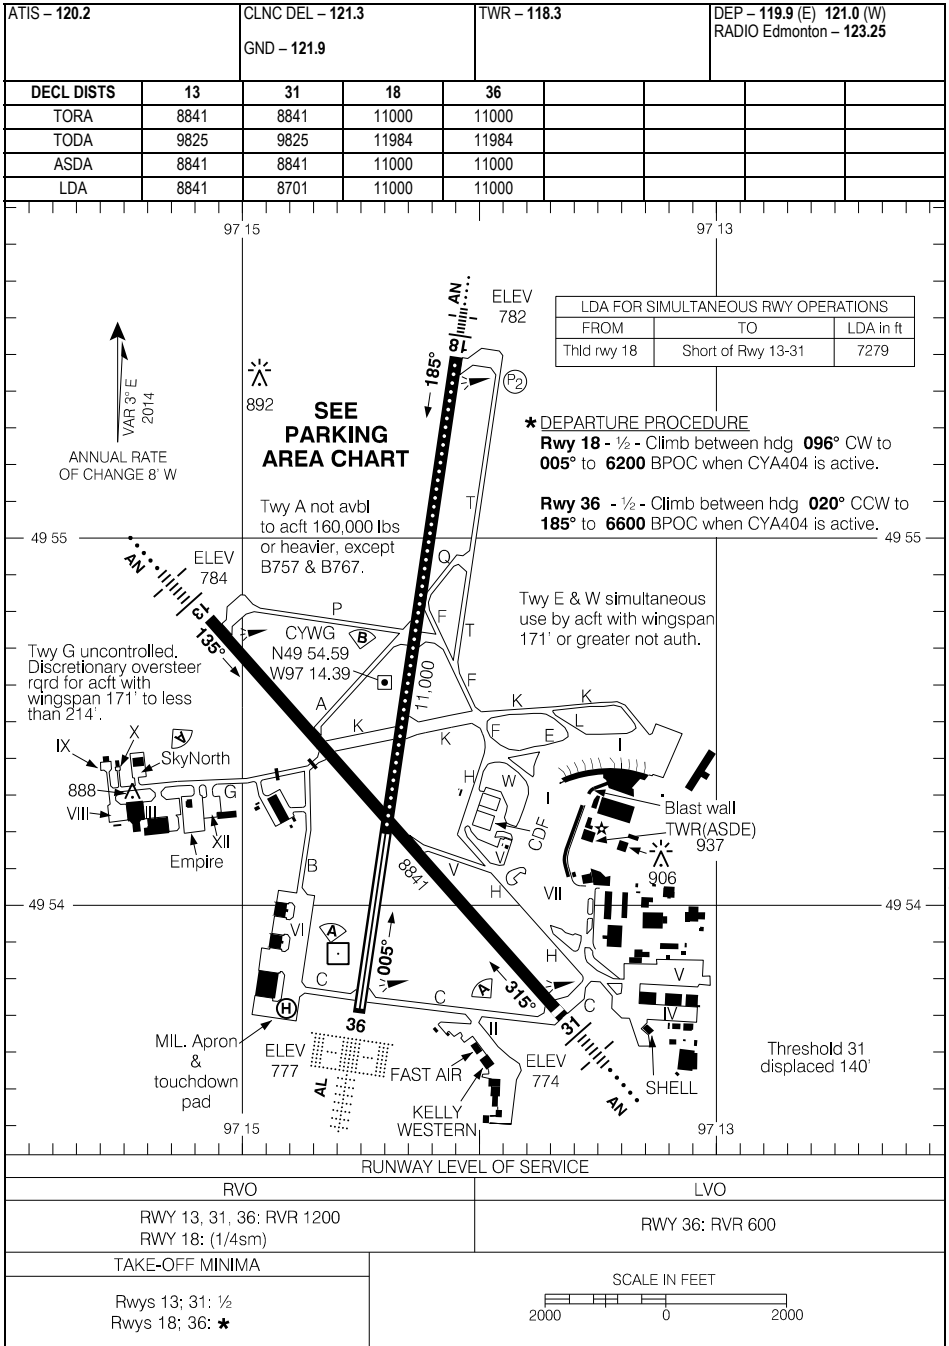 ATIS – 120.2
CLNC DEL – 121.3
GND – 121.9
TWR – 118.3
DEP – 119.9 (E) 121.0 (W)
RADIO Edmonton – 123.25
DECL DISTS 13 31 18 36
TORA 8841 8841 11000 11000
TODA 9825 9825 11984 11984
ASDA 8841 8841 11000 11000
LDA 8841 8701 11000 11000
97 15
97 13
AN
ELEV
782
18
185°
P2
LDA FOR SIMULTANEOUS RWY OPERATIONS
FROM TO LDA in ft
Thld rwy 18 Short of Rwy 13-31 7279
VAR 3° E
2014
ANNUAL RATE
OF CHANGE 8' W
892
SEE
PARKING
AREA CHART
* DEPARTURE PROCEDURE
Rwy 18 - ½ - Climb between hdg 096° CW to
005° to 6200 BPOC when CYA404 is active.
Rwy 36 - ½ - Climb between hdg 020° CCW to
185° to 6600 BPOC when CYA404 is active.
Twy A not avbl
to acft 160,000 lbs
or heavier, except
B757 & B767.
T
49 55
49 55
AN
ELEV
784
Q
13
135°
P
F
T
Twy E & W simultaneous
use by acft with wingspan
171' or greater not auth.
CYWG
N49 54.59
W97 14.39
B
11,000
F
Twy G uncontrolled.
Discretionary oversteer
rqrd for acft with
wingspan 171' to less
than 214'.
A
K
K
F
E
K
L
K
I
IX
X
A
SkyNorth
888
VIII
III
G
XII
Empire
H
W
I
CDF
V
Blast wall
TWR(ASDE)
937
906
8841
V
H
VII
B
49 54
49 54
VI
A
005°
H
C
C
A
315°
H
C
V
IV
H
36
31
II
MIL. Apron
&
touchdown
pad
ELEV
777
AL
FAST AIR
KELLY
WESTERN
ELEV
774
AN
SHELL
Threshold 31
displaced 140'
97 15
97 13
RUNWAY LEVEL OF SERVICE
RVO
LVO
RWY 13, 31, 36: RVR 1200
RWY 18: (1/4sm)
RWY 36: RVR 600
TAKE-OFF MINIMA
Rwys 13; 31: ½
Rwys 18; 36: *
SCALE IN FEET
2000 0 2000